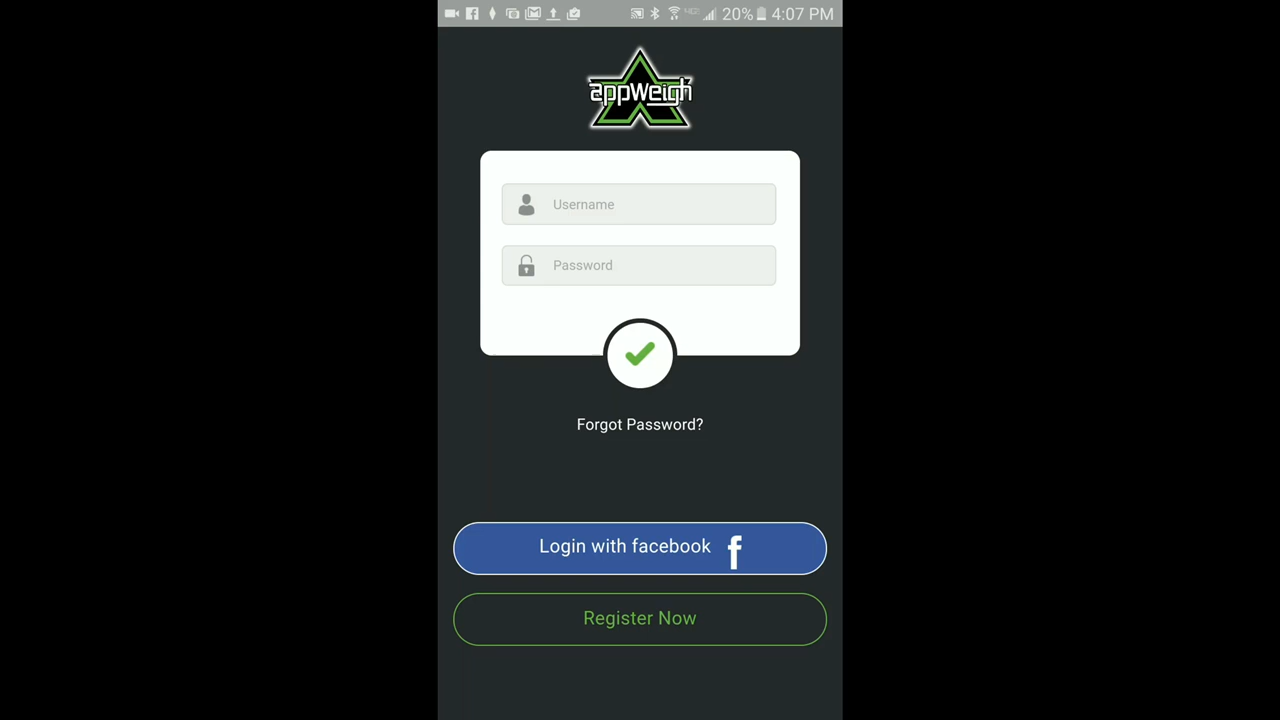 20% 4:07 PM
appWeigh
Username
Password
Forgot Password?
Login with facebook f
Register Now